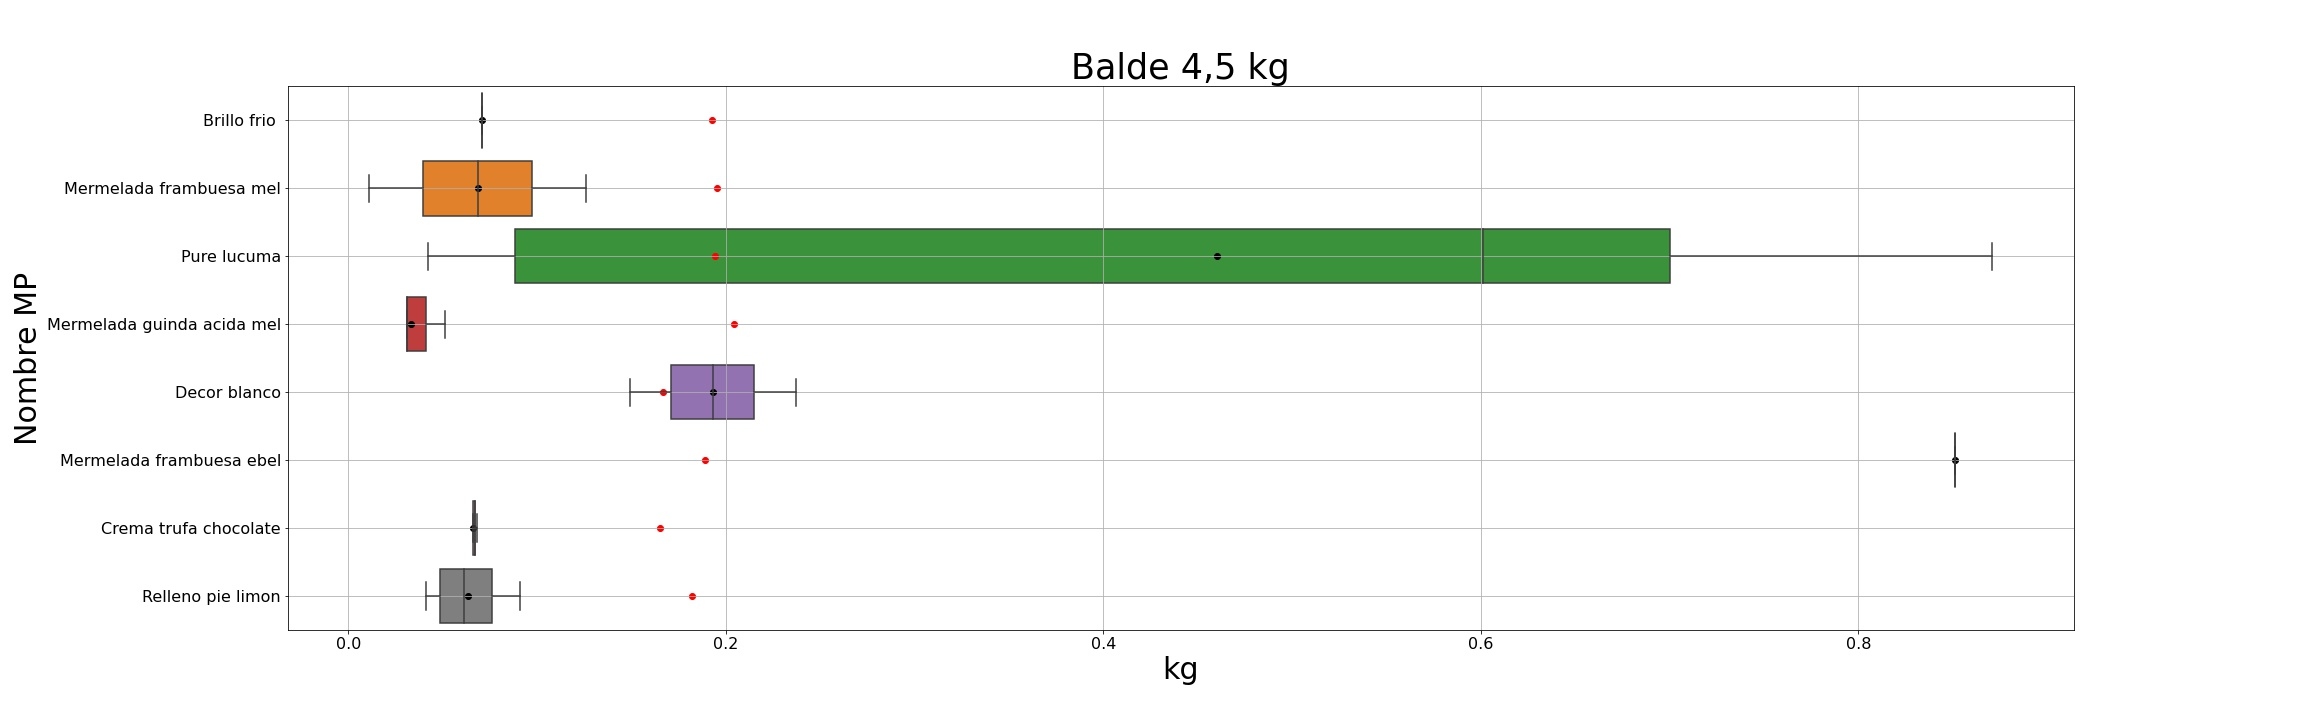 Balde 4,5 kg
Nombre MP
Brillo frio
Mermelada frambuesa mel
Pure lucuma
Mermelada guinda acida mel
Decor blanco
Mermelada frambuesa ebel
Crema trufa chocolate
Relleno pie limon
0.0 0.2 0.4 0.6 0.8
kg